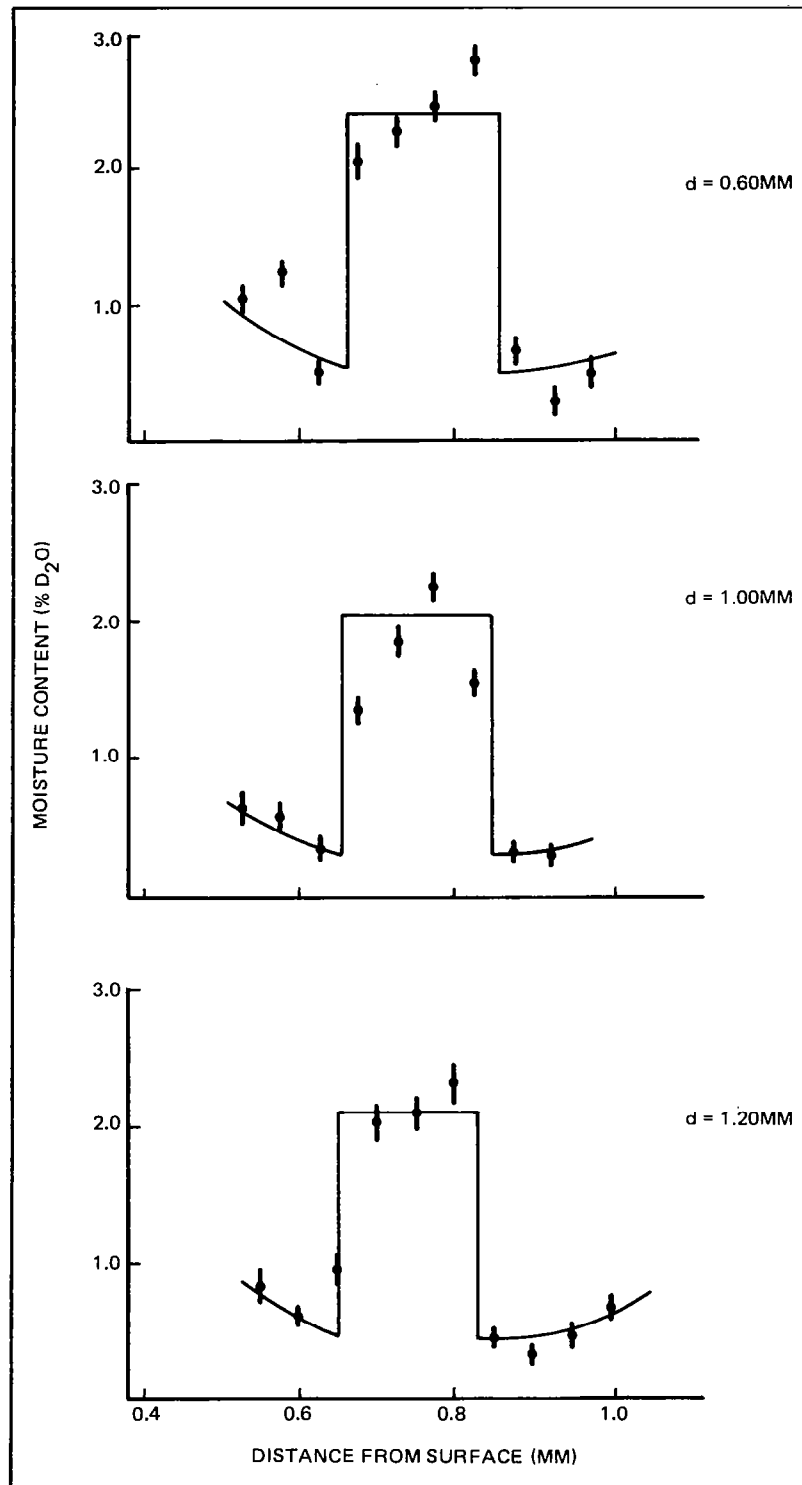 3.0
2.0
1.0
d = 0.60MM
3.0
2.0
1.0
d = 1.00MM
MOISTURE CONTENT (% D₂O)
3.0
2.0
1.0
d = 1.20MM
0.4 0.6 0.8 1.0
DISTANCE FROM SURFACE (MM)